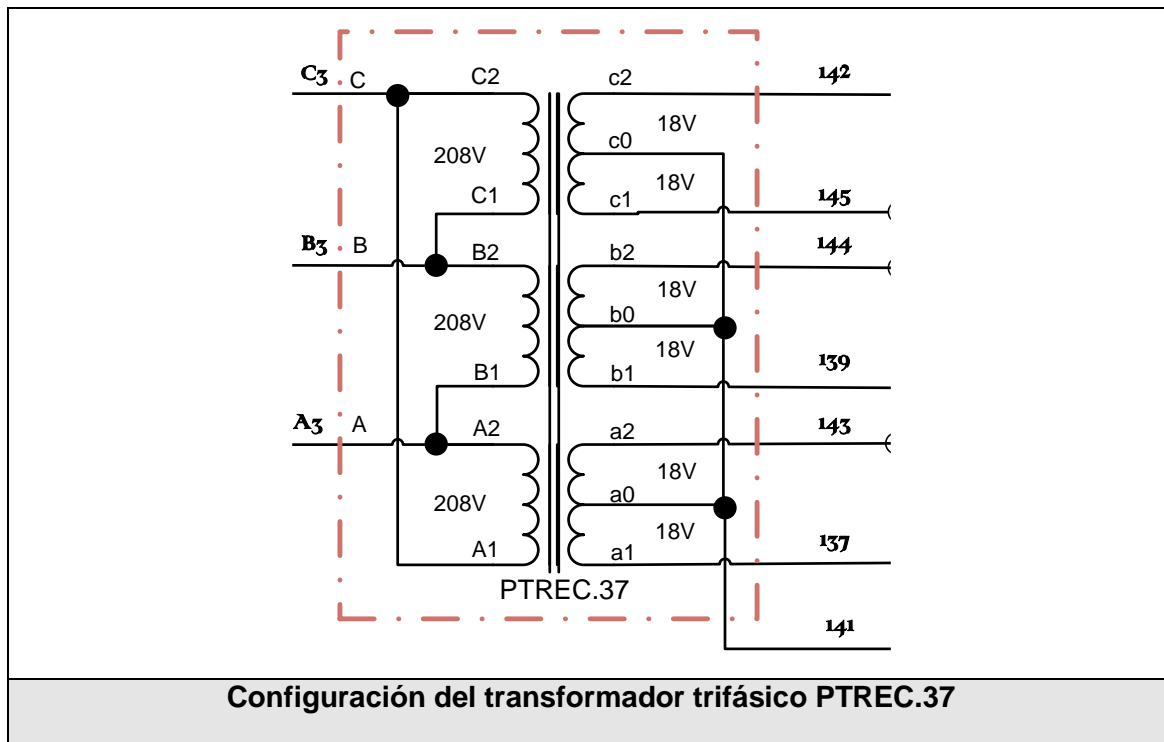 C3 C C2 c2 142
18V
c0
208V
18V
C1 c1 145
B3 B B2 b2 144
18V
b0
208V
18V
B1 b1 139
A3 A A2 a2 143
18V
a0
208V
18V
A1 a1 137
PTREC.37
141
Configuración del transformador trifásico PTREC.37